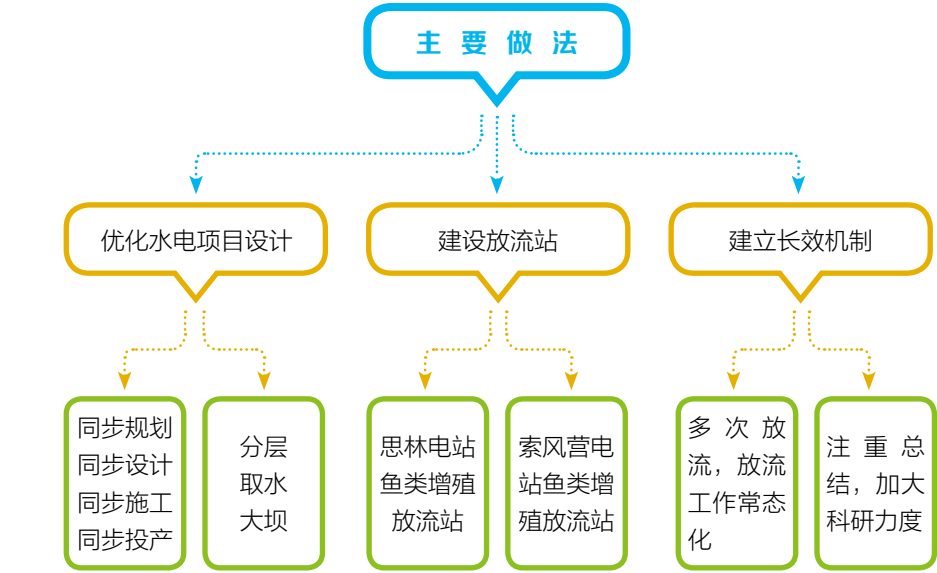 主要做法
优化水电项目设计
建设放流站
建立长效机制
同步规划
同步设计
同步施工
同步投产
分层
取水
大坝
思林电站
鱼类增殖
放流站
索风营电
站鱼类增
殖放流站
多次放
流，放流
工作常态
化
注重总
结，加大
科研力度